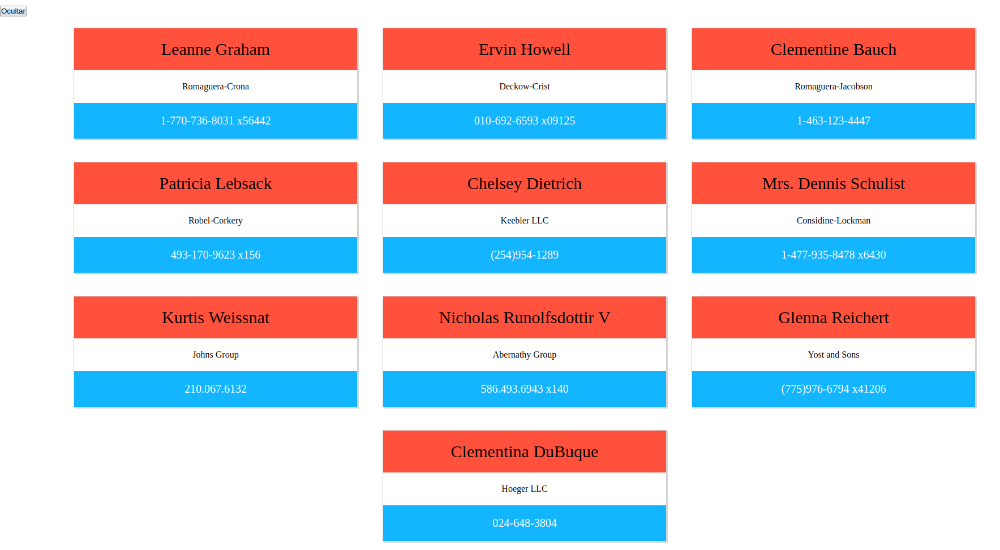 Ocultar
Leanne Graham
Romaguera-Crona
1-770-736-8031 x56442
Ervin Howell
Deckow-Crist
010-692-6593 x09125
Clementine Bauch
Romaguera-Jacobson
1-463-123-4447
Patricia Lebsack
Robel-Corkery
493-170-9623 x156
Chelsey Dietrich
Keebler LLC
(254)954-1289
Mrs. Dennis Schulist
Considine-Lockman
1-477-935-8478 x6430
Kurtis Weissnat
Johns Group
210.067.6132
Nicholas Runolfsdottir V
Abernathy Group
586.493.6943 x140
Glenna Reichert
Yost and Sons
(775)976-6794 x41206
Clementina DuBuque
Hoeger LLC
024-648-3804